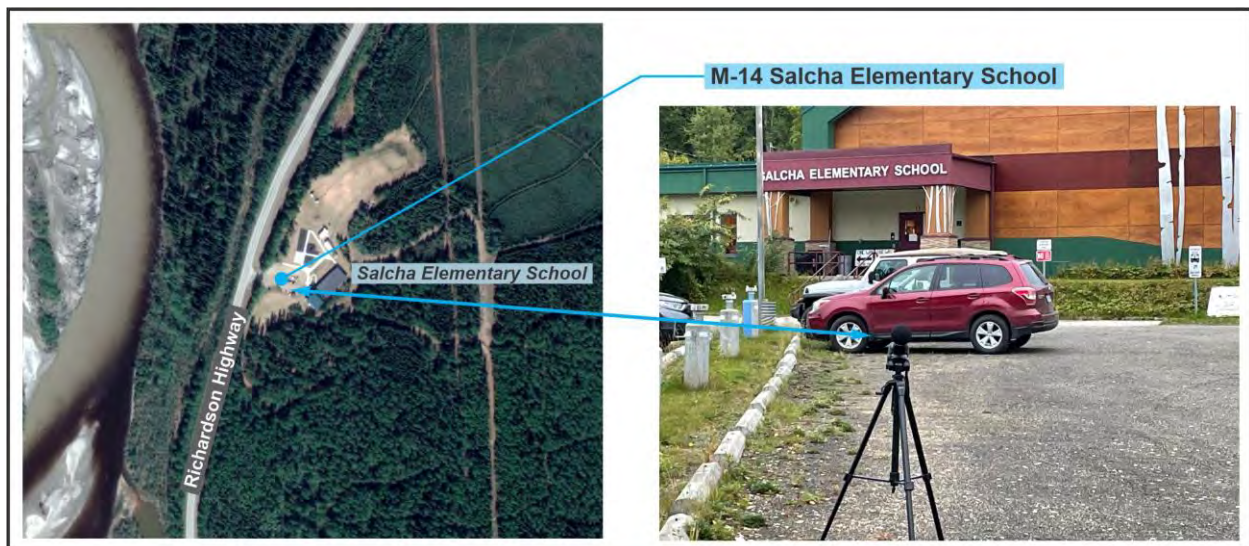 M-14 Salcha Elementary School
Salcha Elementary School
Richardson Highway
SALCHA ELEMENTARY SCHOOL